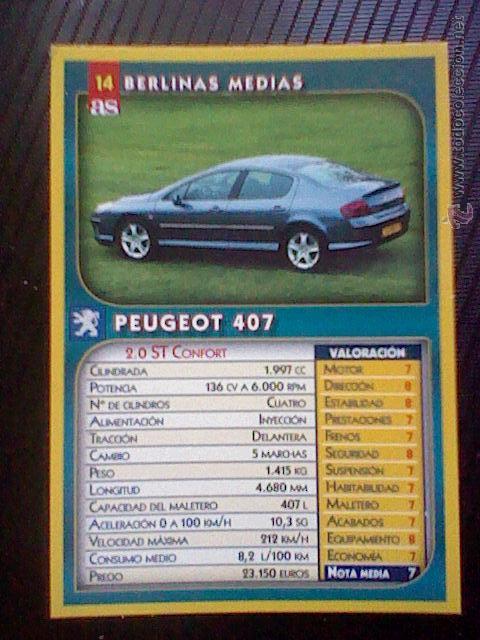 14 BERLINAS MEDIAS
as
PEUGEOT 407
2.0 ST CONFORT
CILINDRADA 1.997 CC
POTENCIA 136 CV A 6.000 RPM
Nº DE CILINDROS CUATRO
ALIMENTACIÓN INYECCIÓN
TRACCIÓN DELANTERA
CAMBIO 5 MARCHAS
PESO 1.415 KG
LONGITUD 4.680 MM
CAPACIDAD DEL MALETERO 407 L
ACELERACIÓN 0 A 100 KM/H 10,3 SG
VELOCIDAD MÁXIMA 212 KM/H
CONSUMO MEDIO 8,2 L/100 KM
PRECIO 23.150 EUROS
VALORACIÓN
MOTOR 7
DIRECCIÓN 8
ESTABILIDAD 8
PRESTACIONES 7
FRENOS 7
SEGURIDAD 8
SUSPENSIÓN 7
HABITABILIDAD 7
MALETERO 7
ACABADOS 7
EQUIPAMIENTO 8
ECONOMÍA 7
NOTA MEDIA 7
www.todocoleccion.net